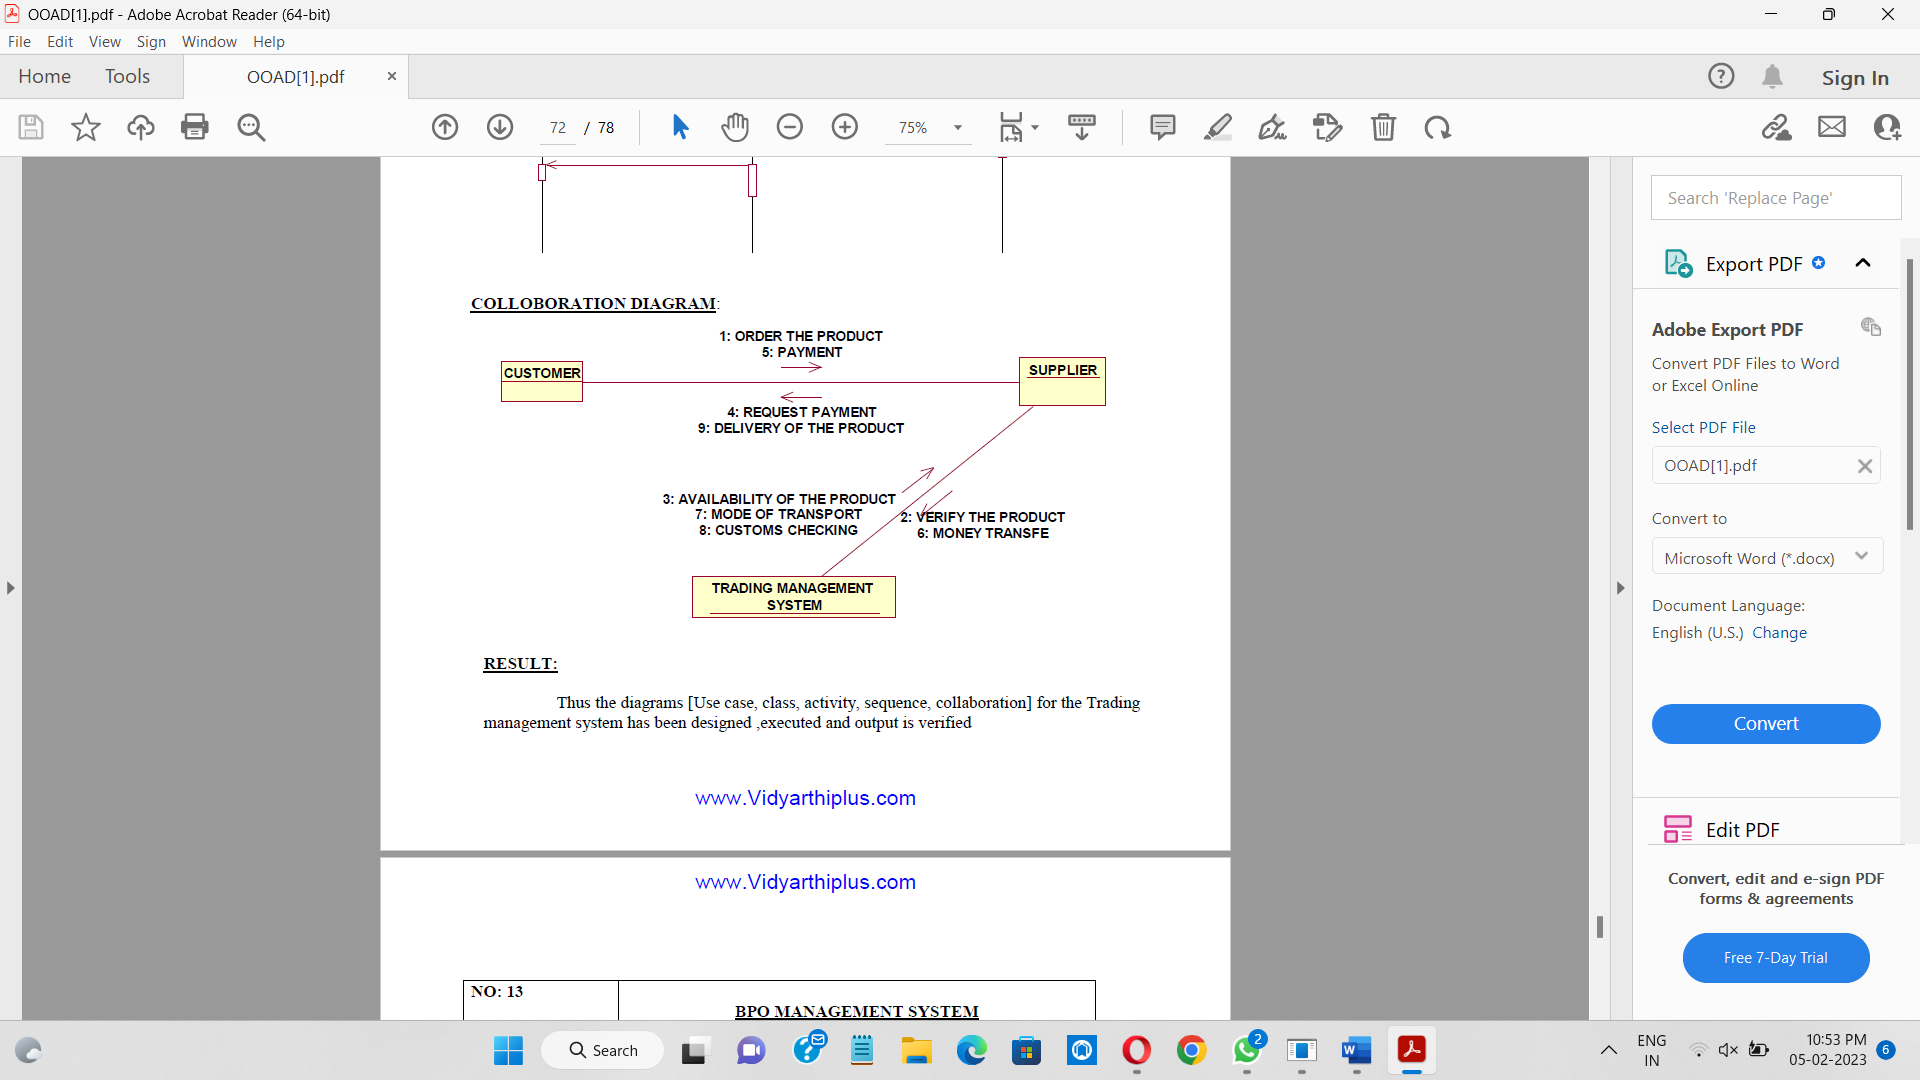 OOAD[1].pdf - Adobe Acrobat Reader (64-bit)
File Edit View Sign Window Help
Home Tools OOAD[1].pdf Sign In
72 / 78 75%
COLLOBORATION DIAGRAM:
1: ORDER THE PRODUCT
5: PAYMENT
CUSTOMER
SUPPLIER
4: REQUEST PAYMENT
9: DELIVERY OF THE PRODUCT
3: AVAILABILITY OF THE PRODUCT
7: MODE OF TRANSPORT
8: CUSTOMS CHECKING
2: VERIFY THE PRODUCT
6: MONEY TRANSFE
TRADING MANAGEMENT
SYSTEM
RESULT:
Thus the diagrams [Use case, class, activity, sequence, collaboration] for the Trading
management system has been designed ,executed and output is verified
www.Vidyarthiplus.com
www.Vidyarthiplus.com
NO: 13
BPO MANAGEMENT SYSTEM
Search 'Replace Page'
Export PDF
Adobe Export PDF
Convert PDF Files to Word
or Excel Online
Select PDF File
OOAD[1].pdf
Convert to
Microsoft Word (*.docx)
Document Language:
English (U.S.) Change
Convert
Edit PDF
Convert, edit and e-sign PDF
forms & agreements
Free 7-Day Trial
Search
2
ENG
IN
10:53 PM
05-02-2023
6